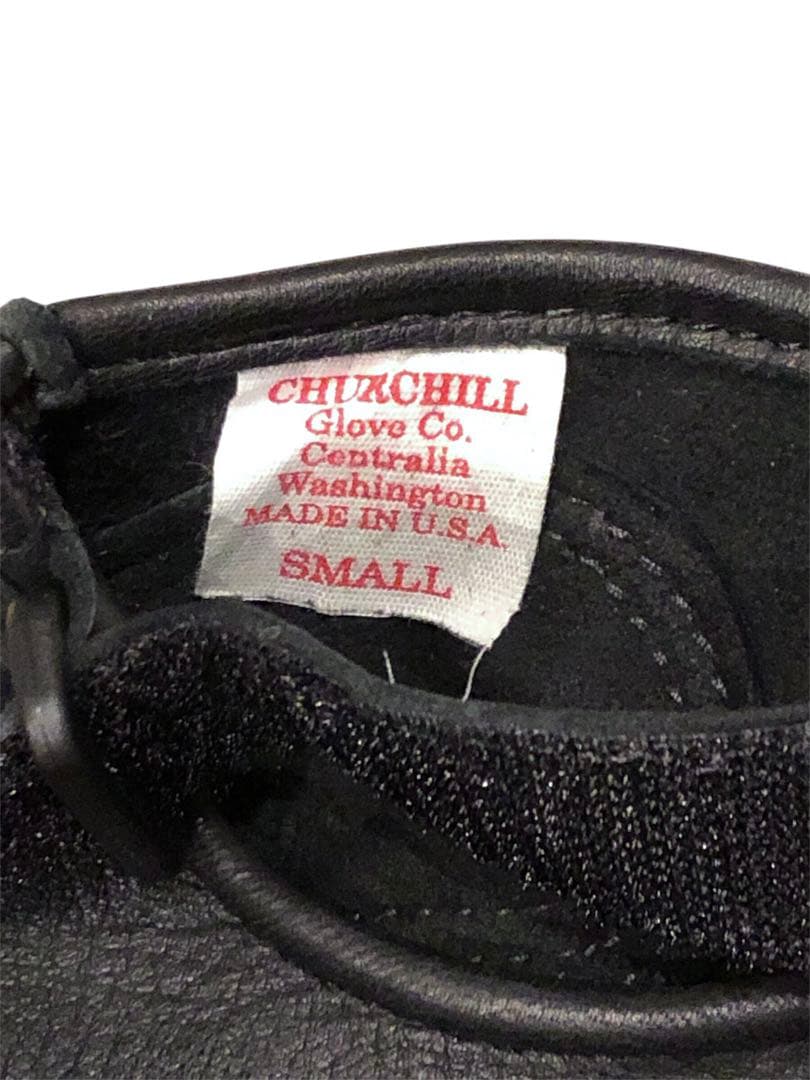 CHURCHILL
Glove Co.
Centralia
Washington
MADE IN U.S.A.
SMALL